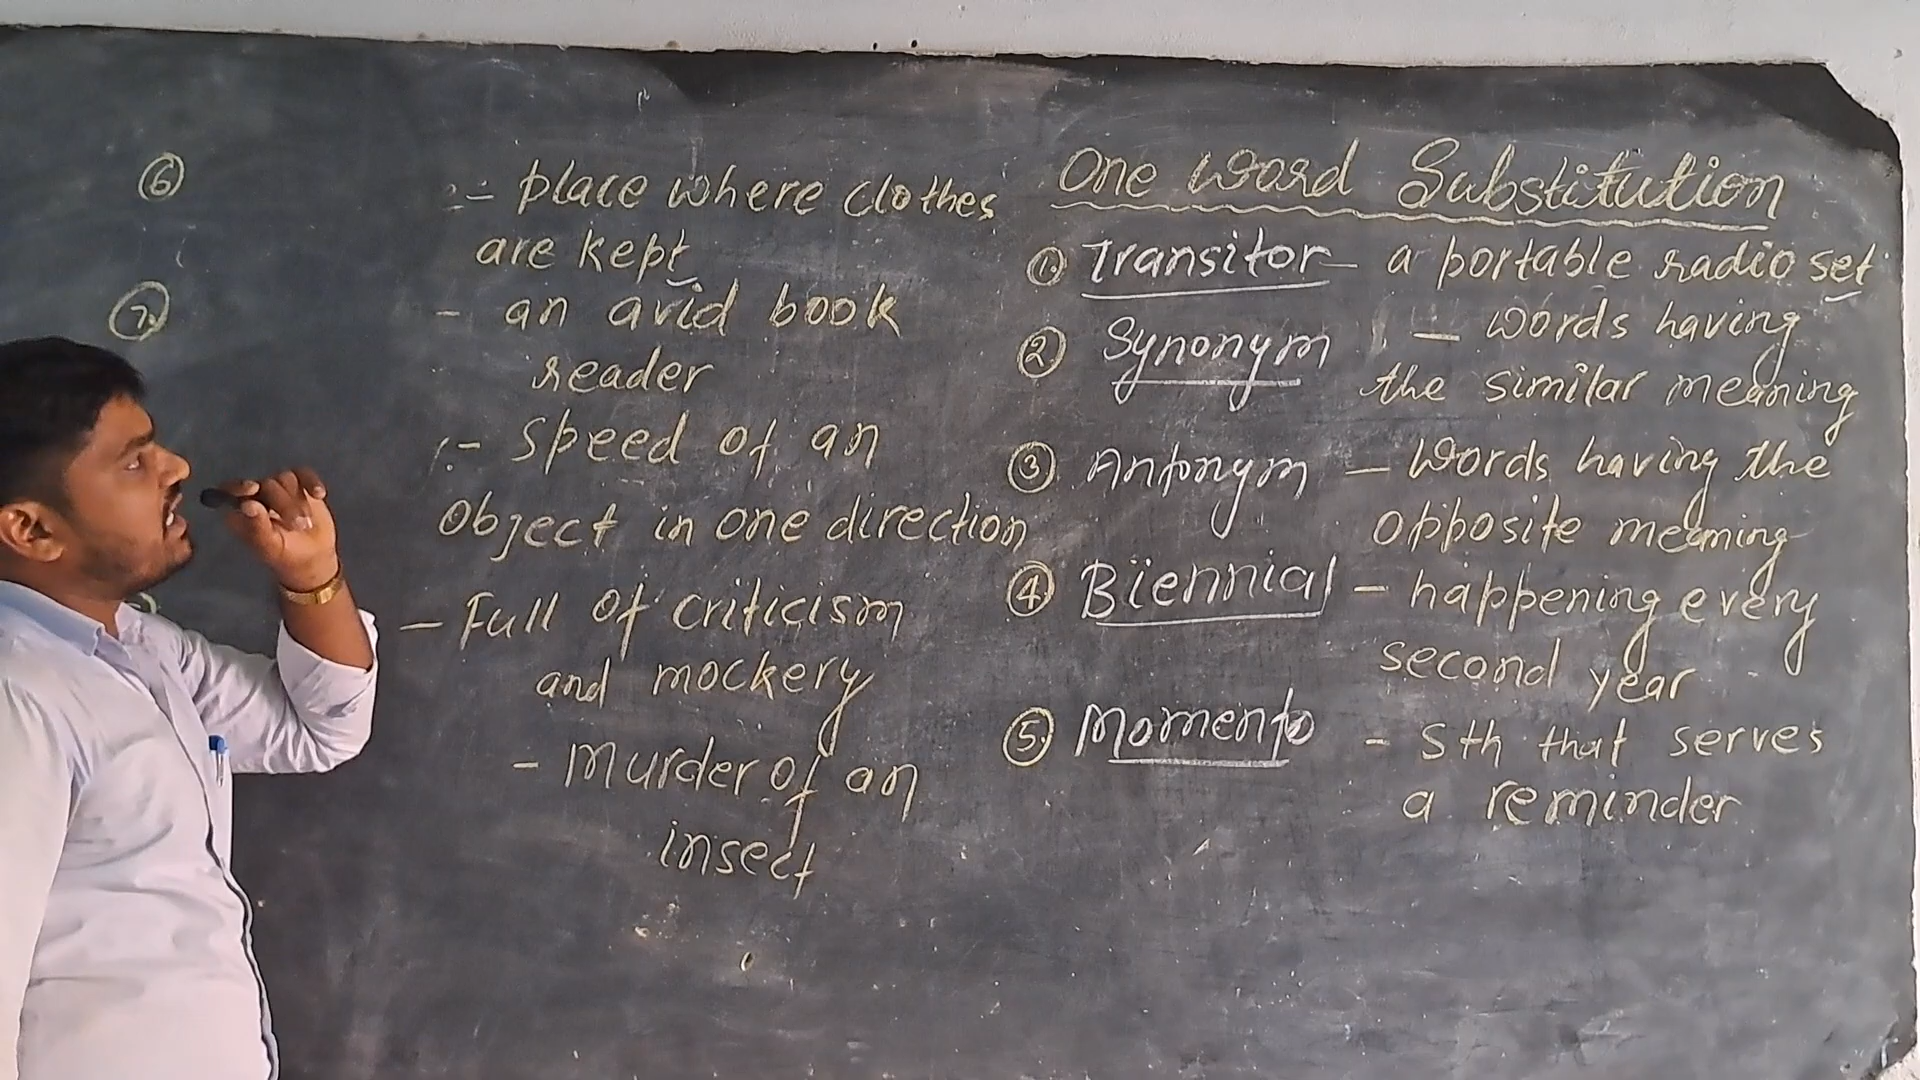 One Word Substitution
1. Transitor – a portable radio set
2 Synonym – words having
the similar meaning
3 Antonym – Words having the
opposite meaning
4 Biennial – happening every
second year
5. Momento – Sth that serves
a reminder
6 :- place where clothes
are kept
7. – an avid book
reader
:- Speed of an
object in one direction
– Full of criticism
and mockery
– Murder of an
insect